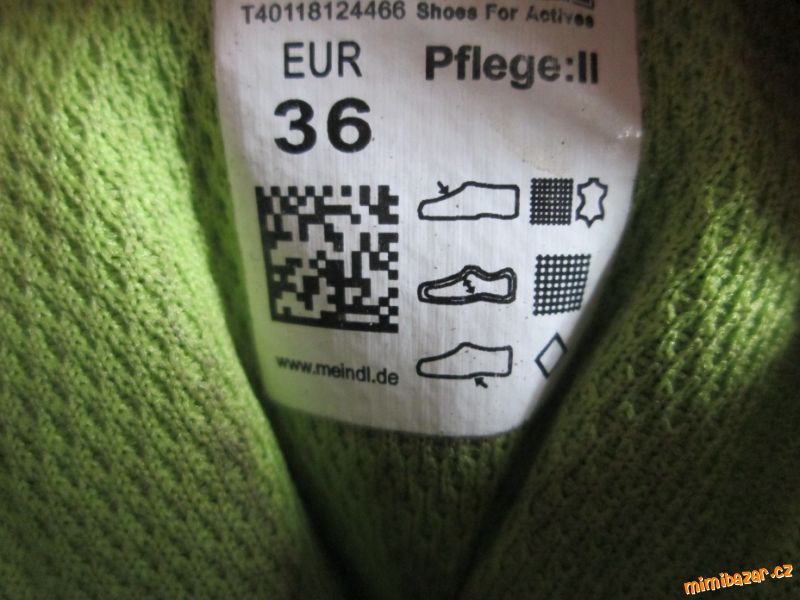 T40118124466 Shoes For Actives
EUR Pflege:II
36
www.meindl.de
mimibazar.cz